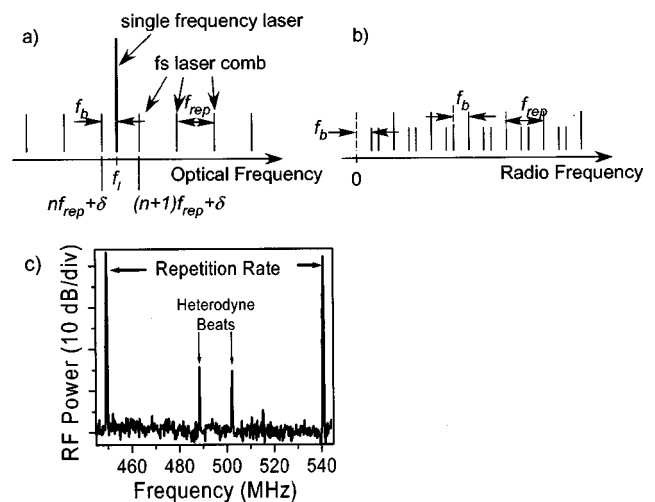 a)
single frequency laser
fs laser comb
f_b
f_rep
Optical Frequency
f_l
nf_rep+δ
(n+1)f_rep+δ
b)
f_b
f_b
f_rep
0
Radio Frequency
c)
RF Power (10 dB/div)
Repetition Rate
Heterodyne
Beats
460 480 500 520 540
Frequency (MHz)